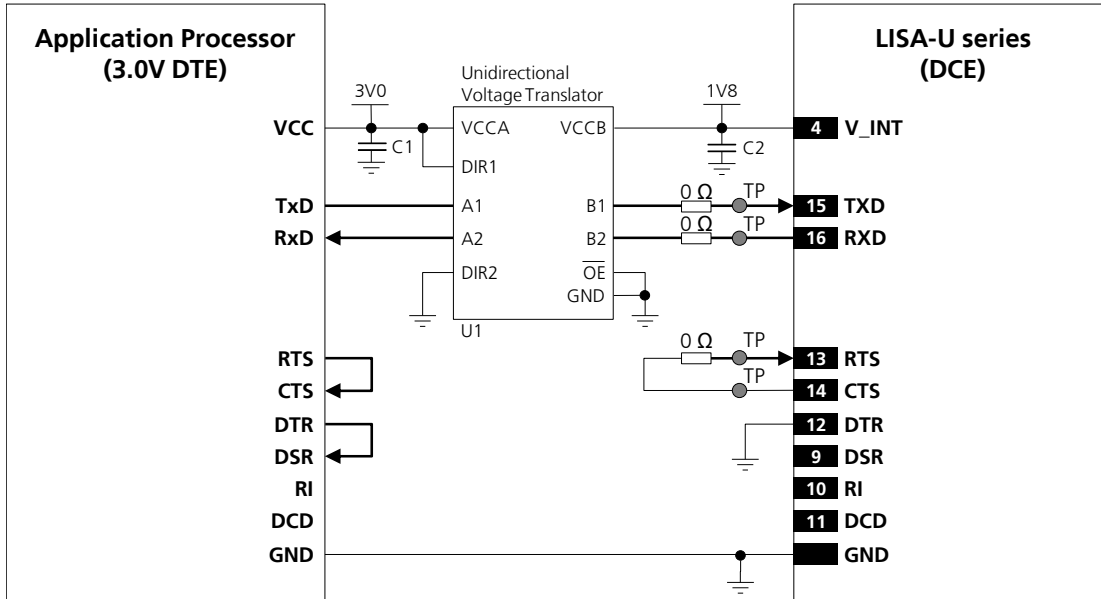 Application Processor
(3.0V DTE)
LISA-U series
(DCE)
Unidirectional
Voltage Translator
3V0
1V8
VCC
VCCA
VCCB
4 V_INT
C1
C2
DIR1
0 Ω TP
TxD
A1
B1
15 TXD
0 Ω TP
RxD
A2
B2
16 RXD
DIR2
OE
GND
U1
0 Ω TP
RTS
13 RTS
TP
CTS
14 CTS
DTR
12 DTR
DSR
9 DSR
RI
10 RI
DCD
11 DCD
GND
GND